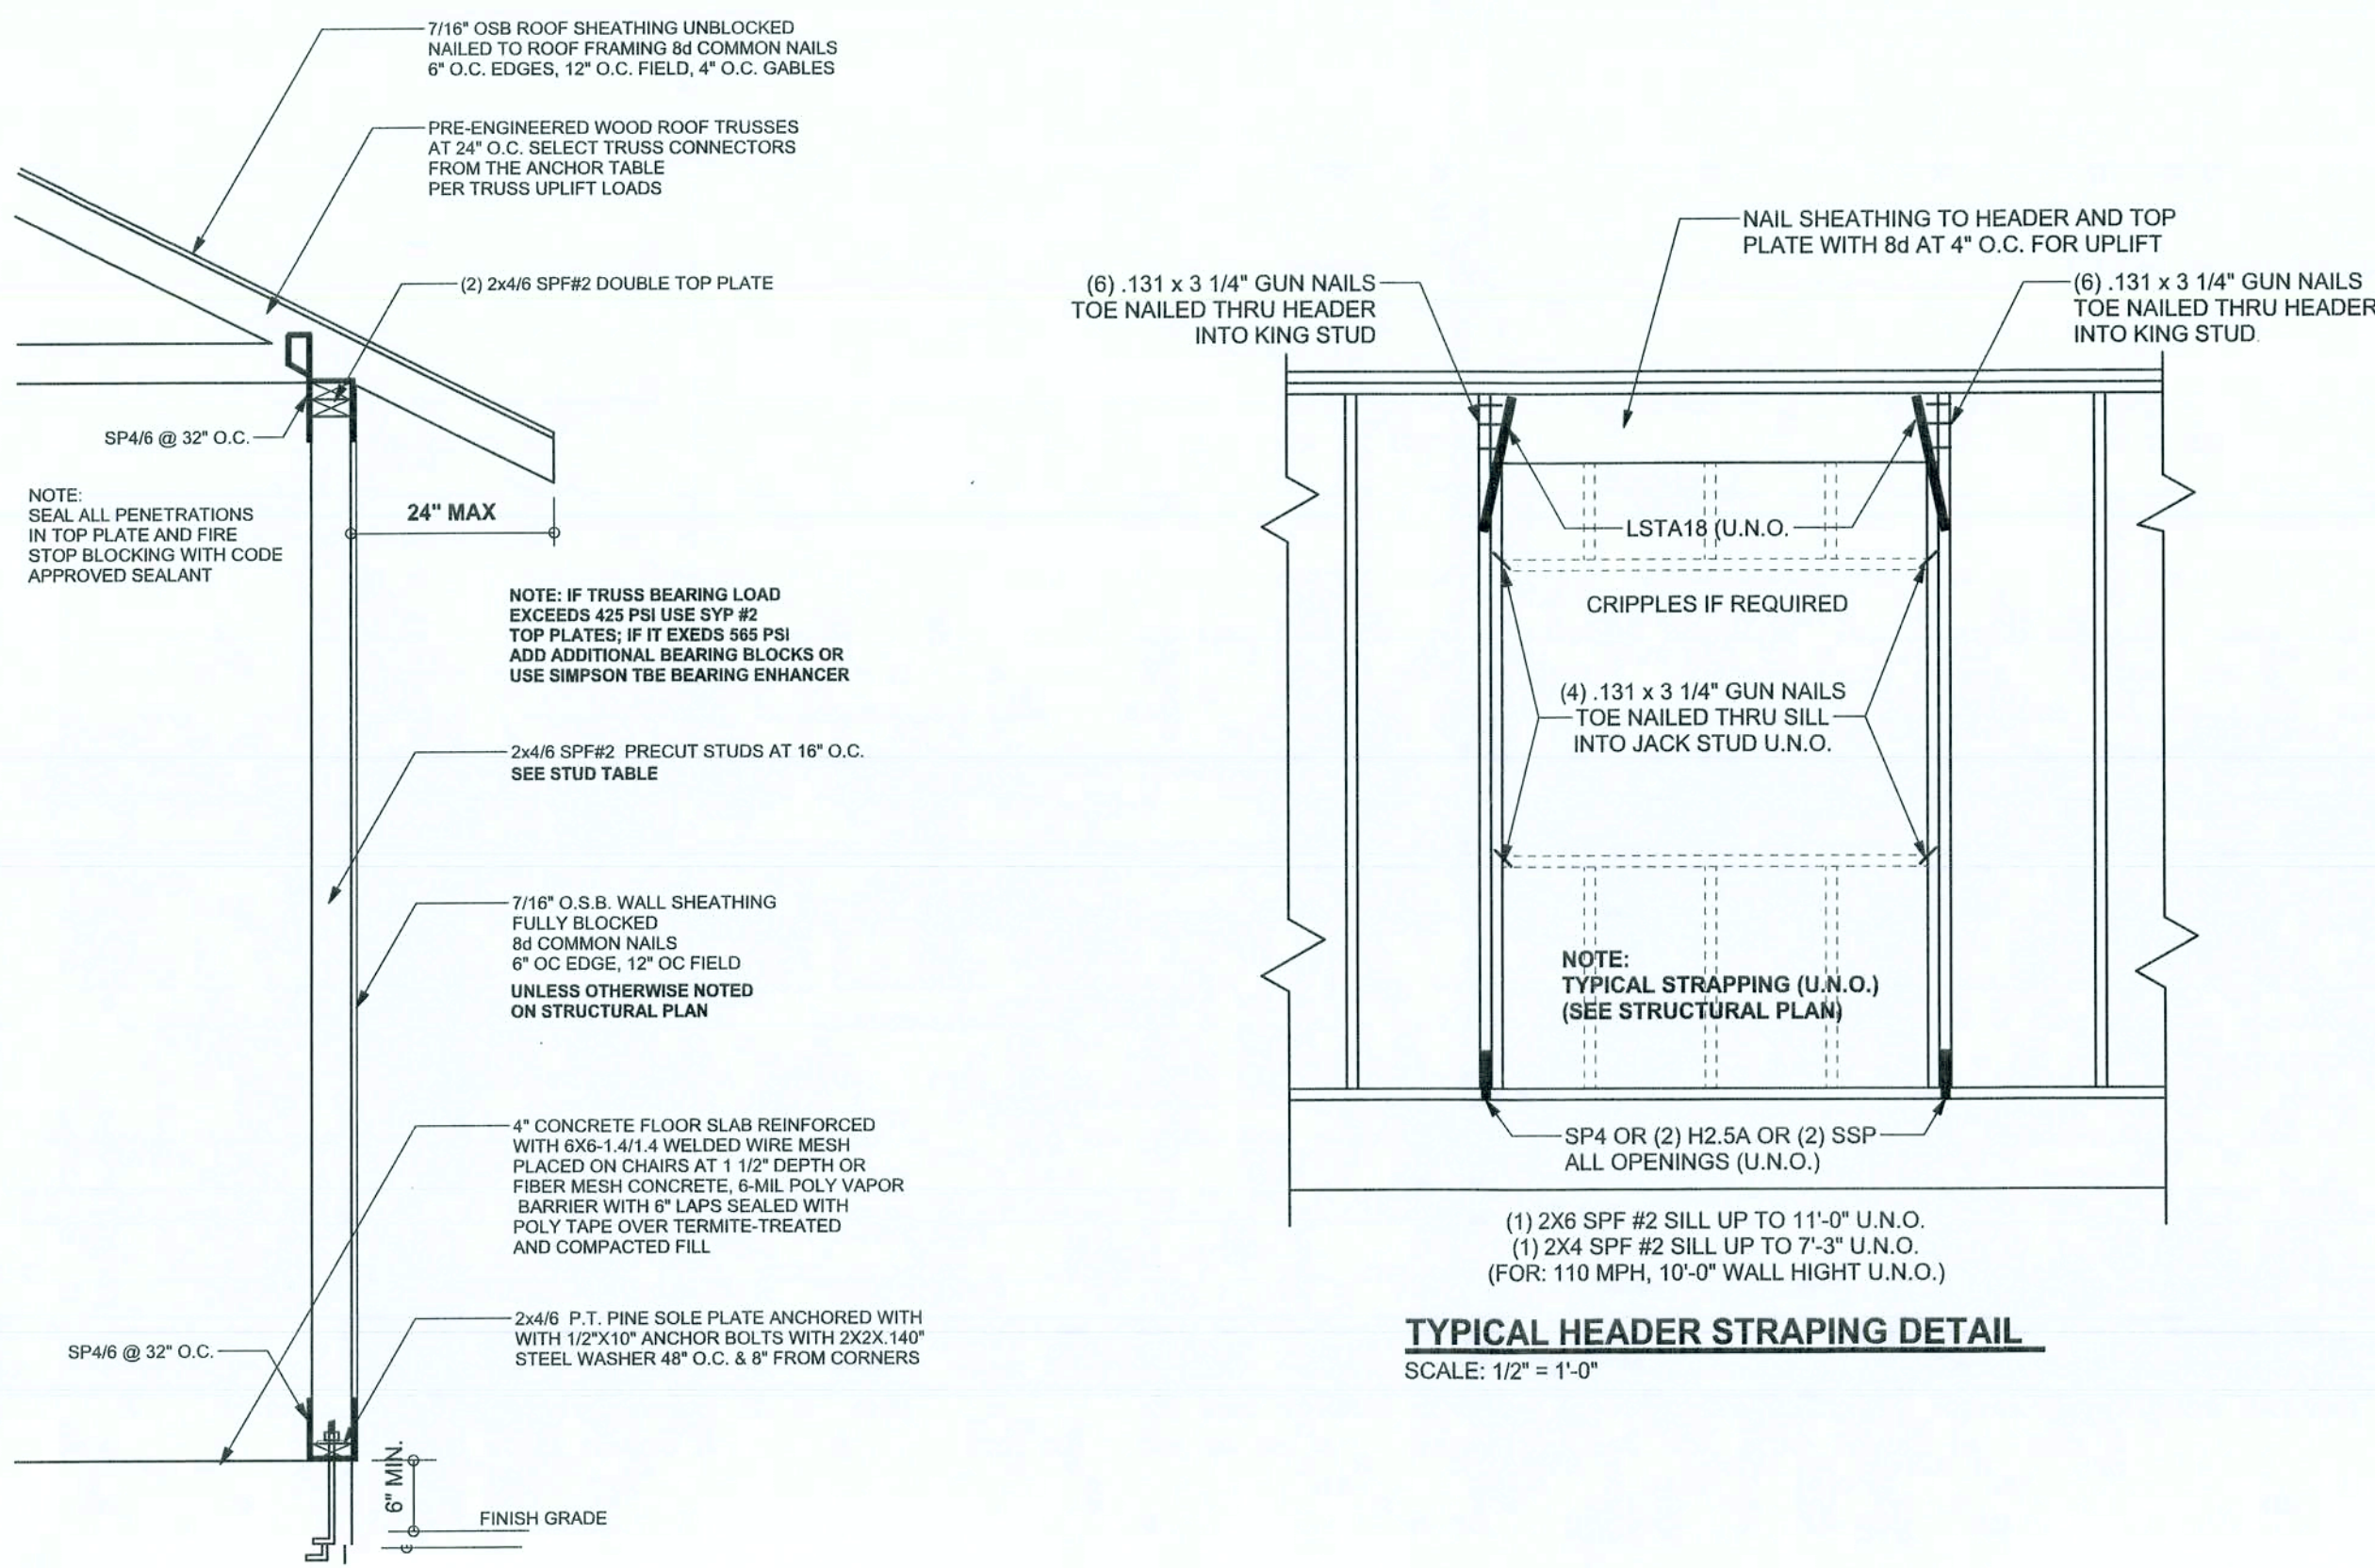 7/16" OSB ROOF SHEATHING UNBLOCKED
NAILED TO ROOF FRAMING 8d COMMON NAILS
6" O.C. EDGES, 12" O.C. FIELD, 4" O.C. GABLES
PRE-ENGINEERED WOOD ROOF TRUSSES
AT 24" O.C. SELECT TRUSS CONNECTORS
FROM THE ANCHOR TABLE
PER TRUSS UPLIFT LOADS
(2) 2x4/6 SPF#2 DOUBLE TOP PLATE
SP4/6 @ 32" O.C.
NOTE:
SEAL ALL PENETRATIONS
IN TOP PLATE AND FIRE
STOP BLOCKING WITH CODE
APPROVED SEALANT
24" MAX
NOTE: IF TRUSS BEARING LOAD
EXCEEDS 425 PSI USE SYP #2
TOP PLATES; IF IT EXEDS 565 PSI
ADD ADDITIONAL BEARING BLOCKS OR
USE SIMPSON TBE BEARING ENHANCER
2x4/6 SPF#2 PRECUT STUDS AT 16" O.C.
SEE STUD TABLE
7/16" O.S.B. WALL SHEATHING
FULLY BLOCKED
8d COMMON NAILS
6" OC EDGE, 12" OC FIELD
UNLESS OTHERWISE NOTED
ON STRUCTURAL PLAN
4" CONCRETE FLOOR SLAB REINFORCED
WITH 6X6-1.4/1.4 WELDED WIRE MESH
PLACED ON CHAIRS AT 1 1/2" DEPTH OR
FIBER MESH CONCRETE, 6-MIL POLY VAPOR
BARRIER WITH 6" LAPS SEALED WITH
POLY TAPE OVER TERMITE-TREATED
AND COMPACTED FILL
2x4/6 P.T. PINE SOLE PLATE ANCHORED WITH
WITH 1/2"X10" ANCHOR BOLTS WITH 2X2X.140"
STEEL WASHER 48" O.C. & 8" FROM CORNERS
SP4/6 @ 32" O.C.
6" MIN.
FINISH GRADE
NAIL SHEATHING TO HEADER AND TOP
PLATE WITH 8d AT 4" O.C. FOR UPLIFT
(6) .131 x 3 1/4" GUN NAILS
TOE NAILED THRU HEADER
INTO KING STUD
(6) .131 x 3 1/4" GUN NAILS
TOE NAILED THRU HEADER
INTO KING STUD.
LSTA18 (U.N.O.
CRIPPLES IF REQUIRED
(4) .131 x 3 1/4" GUN NAILS
TOE NAILED THRU SILL
INTO JACK STUD U.N.O.
NOTE:
TYPICAL STRAPPING (U.N.O.)
(SEE STRUCTURAL PLAN)
SP4 OR (2) H2.5A OR (2) SSP
ALL OPENINGS (U.N.O.)
(1) 2X6 SPF #2 SILL UP TO 11'-0" U.N.O.
(1) 2X4 SPF #2 SILL UP TO 7'-3" U.N.O.
(FOR: 110 MPH, 10'-0" WALL HIGHT U.N.O.)
TYPICAL HEADER STRAPING DETAIL
SCALE: 1/2" = 1'-0"